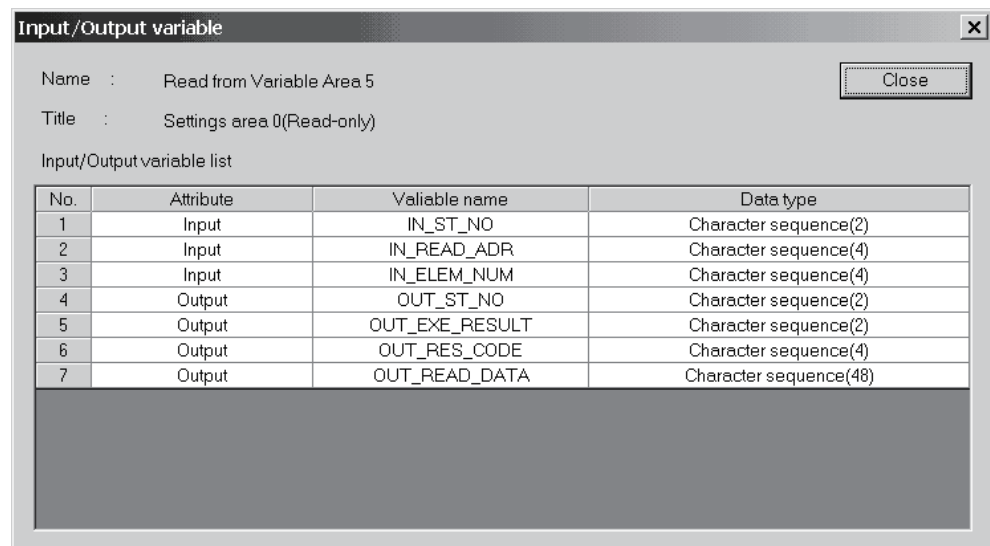 Input/Output variable
Name : Read from Variable Area 5
Close
Title : Settings area 0(Read-only)
Input/Output variable list
No. Attribute Valiable name Data type
1 Input IN_ST_NO Character sequence(2)
2 Input IN_READ_ADR Character sequence(4)
3 Input IN_ELEM_NUM Character sequence(4)
4 Output OUT_ST_NO Character sequence(2)
5 Output OUT_EXE_RESULT Character sequence(2)
6 Output OUT_RES_CODE Character sequence(4)
7 Output OUT_READ_DATA Character sequence(48)